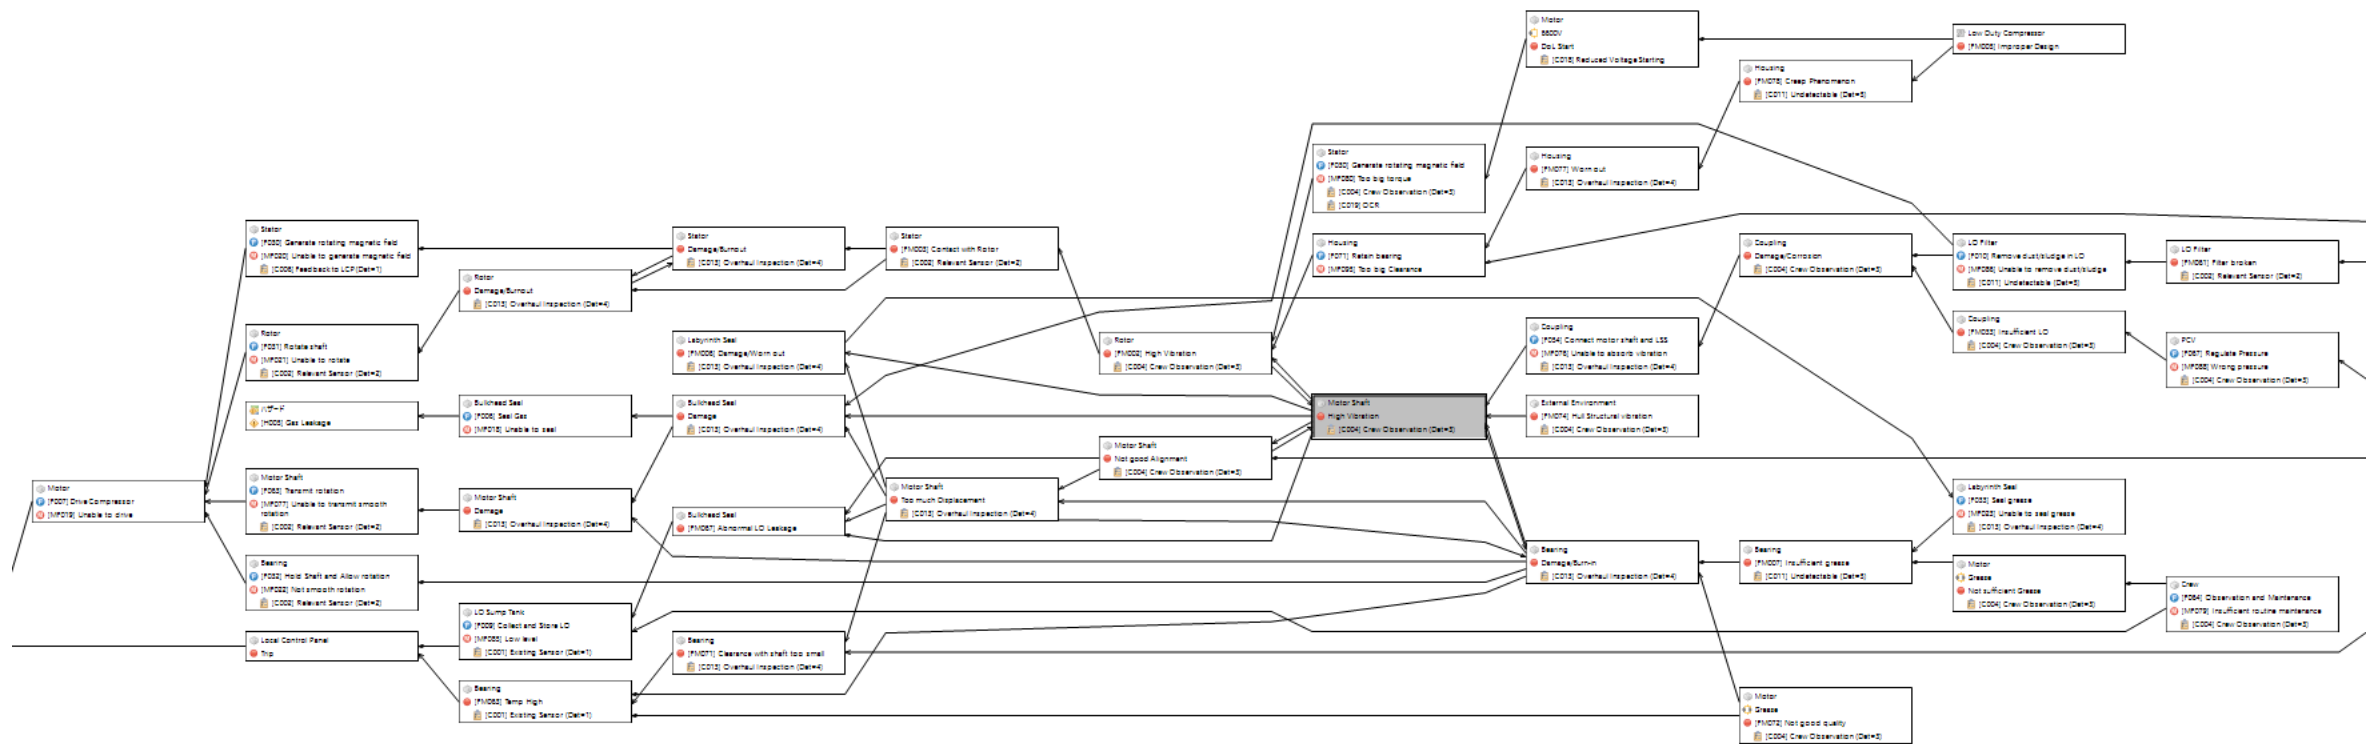 Motor
6600V
DoL Start
[C018] Reduced Voltage Starting
Low Duty Compressor
[FM005] Improper Design
Housing
[FM078] Creep Phenomenon
[C011] Undetectable (Det=5)
Stator
[F030] Generate rotating magnetic field
[MF080] Too big torque
[C004] Crew Observation (Det=3)
[C019] OCR
Housing
[FM077] Worn out
[C013] Overhaul Inspection (Det=4)
Stator
[F030] Generate rotating magnetic field
[MF020] Unable to generate magnetic field
[C006] Feedback to LCP(Det=1)
Stator
Damage/Burnout
[C013] Overhaul Inspection (Det=4)
Stator
[FM003] Contact with Rotor
[C002] Relevant Sensor (Det=2)
Housing
[F071] Retain bearing
[MF096] Too big Clearance
Coupling
Damage/Corrosion
[C004] Crew Observation (Det=3)
LO Filter
[F010] Remove dust/sludge in LO
[MF086] Unable to remove dust/sludge
[C011] Undetectable (Det=5)
LO Filter
[FM061] Filter broken
[C002] Relevant Sensor (Det=2)
Rotor
Damage/Burnout
[C013] Overhaul Inspection (Det=4)
Rotor
[F031] Rotate shaft
[MF021] Unable to rotate
[C002] Relevant Sensor (Det=2)
Labyrinth Seal
[FM006] Damage/Worn out
[C013] Overhaul Inspection (Det=4)
Rotor
[FM002] High Vibration
[C004] Crew Observation (Det=3)
Coupling
[F034] Connect motor shaft and LSS
[MF076] Unable to absorb vibration
[C013] Overhaul Inspection (Det=4)
Coupling
[FM033] Insufficient LO
[C004] Crew Observation (Det=3)
PCV
[F067] Regulate Pressure
[MF088] Wrong pressure
[C004] Crew Observation (Det=3)
ハザード
[H005] Gas Leakage
Bulkhead Seal
[F006] Seal Gas
[MF018] Unable to seal
Bulkhead Seal
Damage
[C013] Overhaul Inspection (Det=4)
Motor Shaft
High Vibration
[C004] Crew Observation (Det=3)
External Environment
[FM074] Hull Structural vibration
[C004] Crew Observation (Det=3)
Motor Shaft
Not good Alignment
[C004] Crew Observation (Det=3)
Motor
[F007] Drive Compressor
[MF019] Unable to drive
Motor Shaft
[F063] Transmit rotation
[MF077] Unable to transmit smooth
rotation
[C002] Relevant Sensor (Det=2)
Motor Shaft
Damage
[C013] Overhaul Inspection (Det=4)
Bulkhead Seal
[FM067] Abnormal LO Leakage
Motor Shaft
Too much Displacement
[C013] Overhaul Inspection (Det=4)
Labyrinth Seal
[F033] Seal grease
[MF023] Unable to seal grease
[C013] Overhaul Inspection (Det=4)
Bearing
[F032] Hold Shaft and Allow rotation
[MF022] Not smooth rotation
[C002] Relevant Sensor (Det=2)
Bearing
Damage/Burn-in
[C013] Overhaul Inspection (Det=4)
Bearing
[FM007] Insufficient grease
[C011] Undetectable (Det=5)
Motor
Grease
Not sufficient Grease
[C004] Crew Observation (Det=3)
Crew
[F064] Observation and Maintenance
[MF079] Insufficient routine maintenance
[C004] Crew Observation (Det=3)
LO Sump Tank
[F009] Collect and Store LO
[MF085] Low level
[C001] Existing Sensor (Det=1)
Local Control Panel
Trip
Bearing
[FM071] Clearance with shaft too small
[C013] Overhaul Inspection (Det=4)
Bearing
[FM063] Temp High
[C001] Existing Sensor (Det=1)
Motor
Grease
[FM072] Not good quality
[C004] Crew Observation (Det=3)